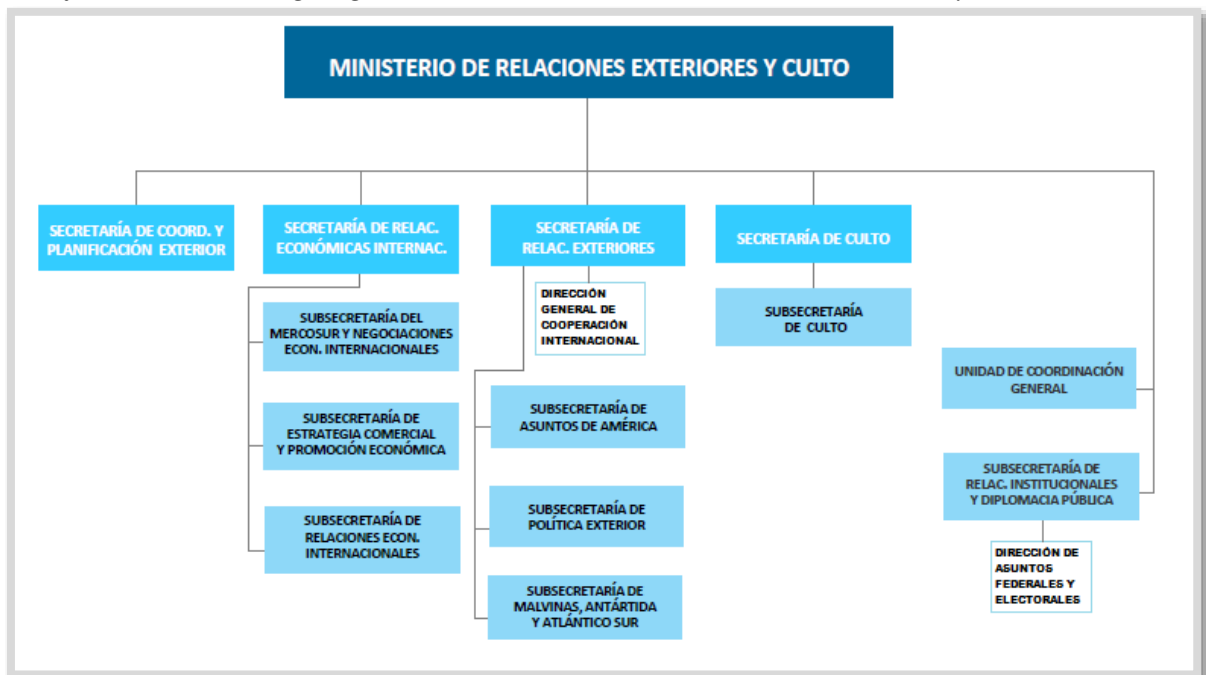 MINISTERIO DE RELACIONES EXTERIORES Y CULTO
SECRETARÍA DE COORD. Y
PLANIFICACIÓN EXTERIOR
SECRETARÍA DE RELAC.
ECONÓMICAS INTERNAC.
SECRETARÍA DE
RELAC. EXTERIORES
SECRETARÍA DE CULTO
DIRECCIÓN
GENERAL DE
COOPERACIÓN
INTERNACIONAL
SUBSECRETARÍA
DE CULTO
SUBSECRETARÍA DEL
MERCOSUR Y NEGOCIACIONES
ECON. INTERNACIONALES
SUBSECRETARÍA DE
ESTRATEGIA COMERCIAL
Y PROMOCIÓN ECONÓMICA
SUBSECRETARÍA DE
RELACIONES ECON.
INTERNACIONALES
SUBSECRETARÍA DE
ASUNTOS DE AMÉRICA
SUBSECRETARÍA DE
POLÍTICA EXTERIOR
SUBSECRETARÍA DE
MALVINAS, ANTÁRTIDA
Y ATLÁNTICO SUR
UNIDAD DE COORDINACIÓN
GENERAL
SUBSECRETARÍA DE
RELAC. INSTITUCIONALES
Y DIPLOMACIA PÚBLICA
DIRECCIÓN DE
ASUNTOS
FEDERALES Y
ELECTORALES